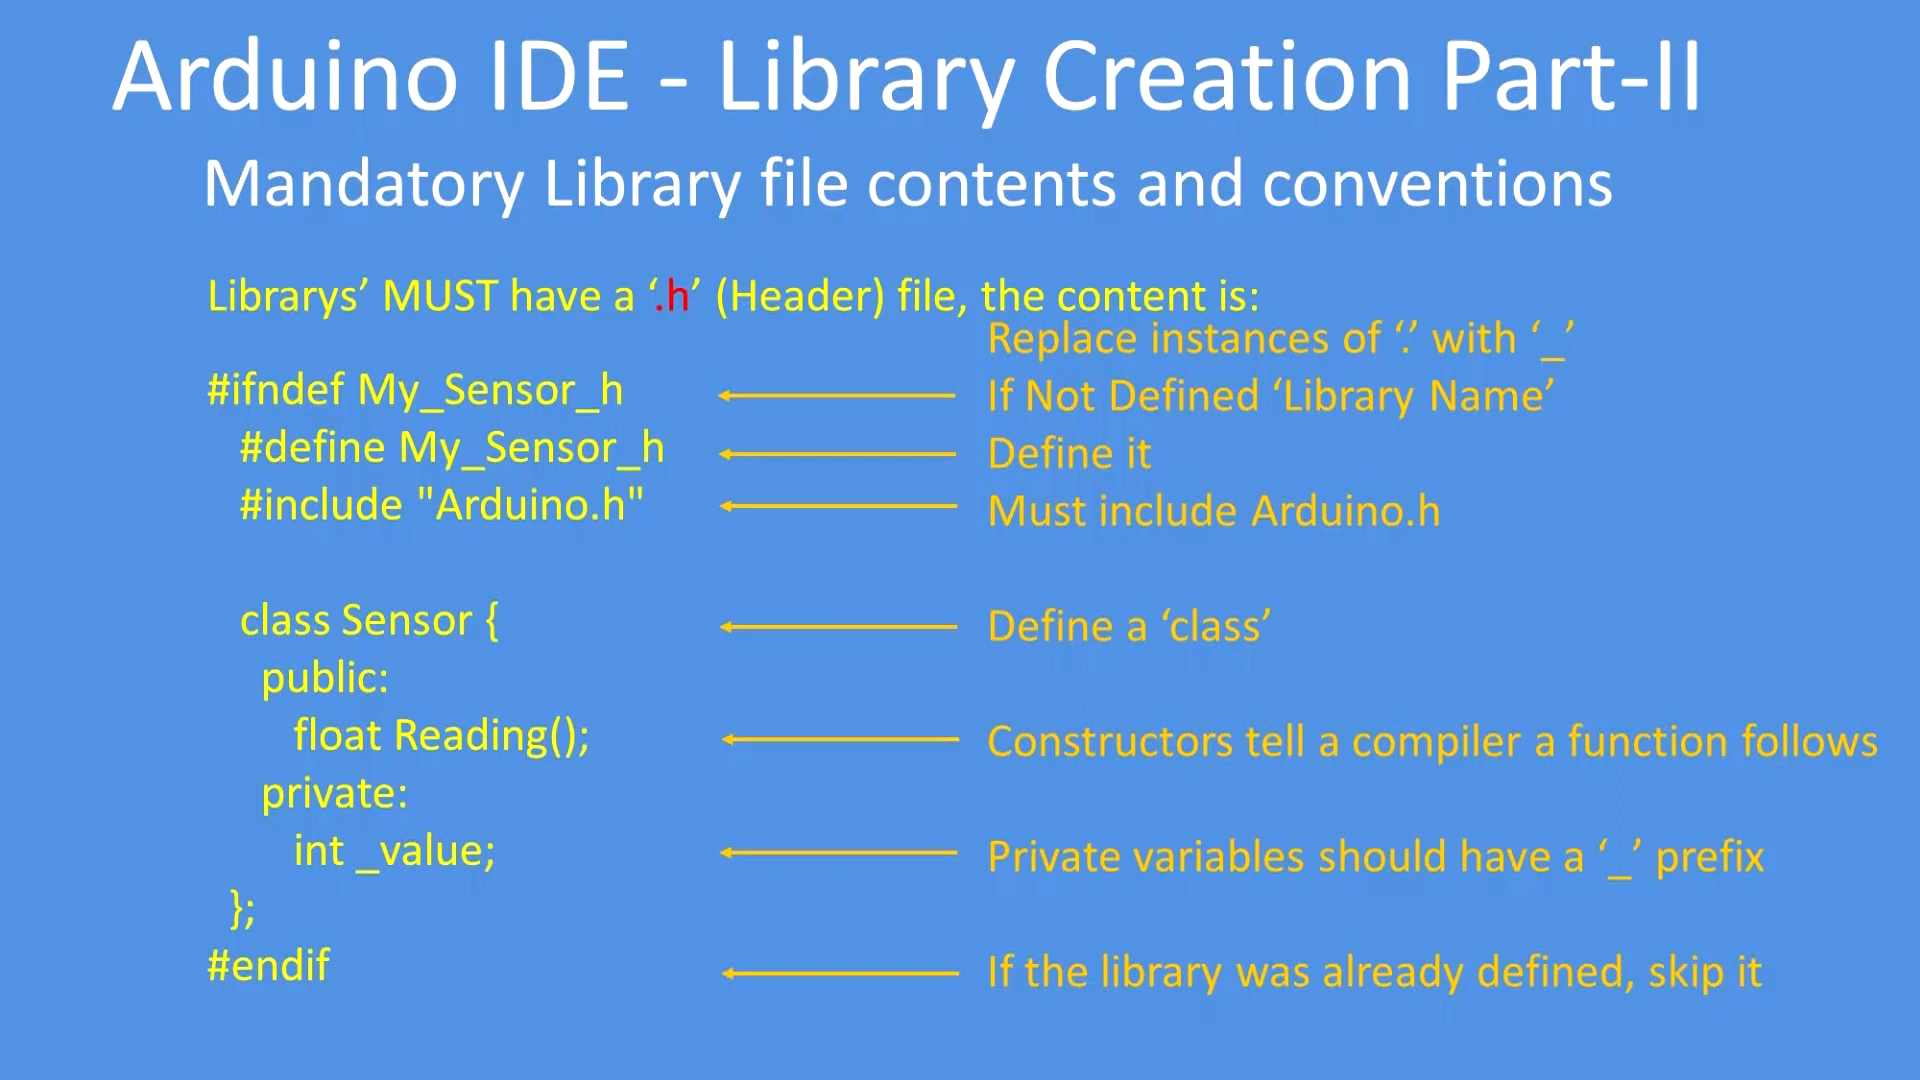 Arduino IDE - Library Creation Part-II
Mandatory Library file contents and conventions
Librarys’ MUST have a ‘.h’ (Header) file, the content is:
Replace instances of ‘.’ with ‘_’
#ifndef My_Sensor_h
If Not Defined ‘Library Name’
#define My_Sensor_h
Define it
#include "Arduino.h"
Must include Arduino.h
class Sensor {
Define a ‘class’
public:
float Reading();
Constructors tell a compiler a function follows
private:
int _value;
Private variables should have a ‘_’ prefix
};
#endif
If the library was already defined, skip it